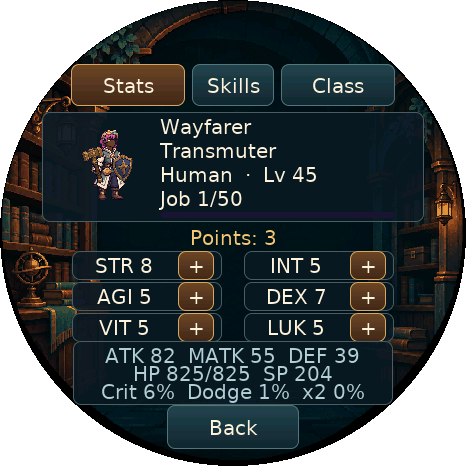 Stats Skills Class
Wayfarer
Transmuter
Human · Lv 45
Job 1/50
Points: 3
STR 8 + INT 5 +
AGI 5 + DEX 7 +
VIT 5 + LUK 5 +
ATK 82 MATK 55 DEF 39
HP 825/825 SP 204
Crit 6% Dodge 1% x2 0%
Back